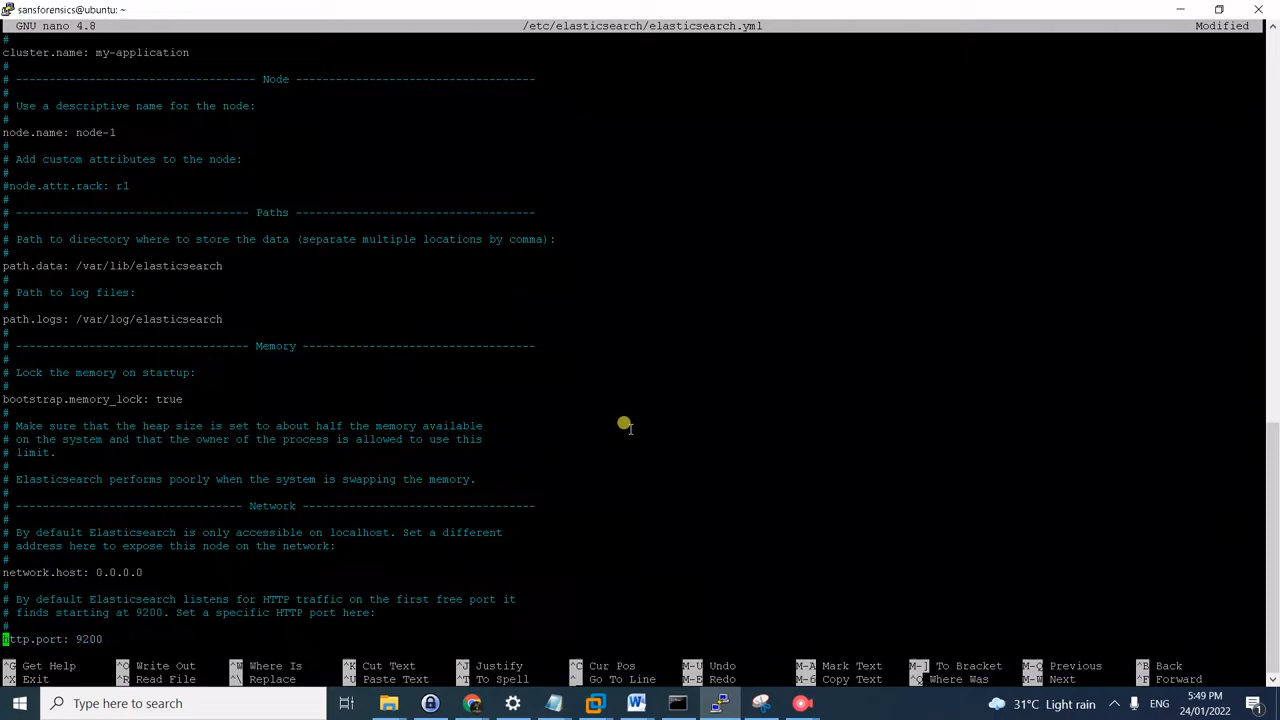 sansforensics@ubuntu: ~
GNU nano 4.8 /etc/elasticsearch/elasticsearch.yml Modified
#
cluster.name: my-application
#
# ------------------------------------ Node ------------------------------------
#
# Use a descriptive name for the node:
#
node.name: node-1
#
# Add custom attributes to the node:
#
#node.attr.rack: r1
#
# ----------------------------------- Paths ------------------------------------
#
# Path to directory where to store the data (separate multiple locations by comma):
#
path.data: /var/lib/elasticsearch
#
# Path to log files:
#
path.logs: /var/log/elasticsearch
#
# ----------------------------------- Memory -----------------------------------
#
# Lock the memory on startup:
#
bootstrap.memory_lock: true
#
# Make sure that the heap size is set to about half the memory available
# on the system and that the owner of the process is allowed to use this
# limit.
#
# Elasticsearch performs poorly when the system is swapping the memory.
#
# ---------------------------------- Network -----------------------------------
#
# By default Elasticsearch is only accessible on localhost. Set a different
# address here to expose this node on the network:
#
network.host: 0.0.0.0
#
# By default Elasticsearch listens for HTTP traffic on the first free port it
# finds starting at 9200. Set a specific HTTP port here:
#
http.port: 9200
^G Get Help ^O Write Out ^W Where Is ^K Cut Text ^J Justify ^C Cur Pos M-U Undo M-A Mark Text M-] To Bracket M-Q Previous ^B Back
^X Exit ^R Read File ^\ Replace ^U Paste Text ^T To Spell ^_ Go To Line M-E Redo M-6 Copy Text ^Q Where Was M-W Next ^F Forward
Type here to search
31°C Light rain
ENG
5:49 PM
24/01/2022
1